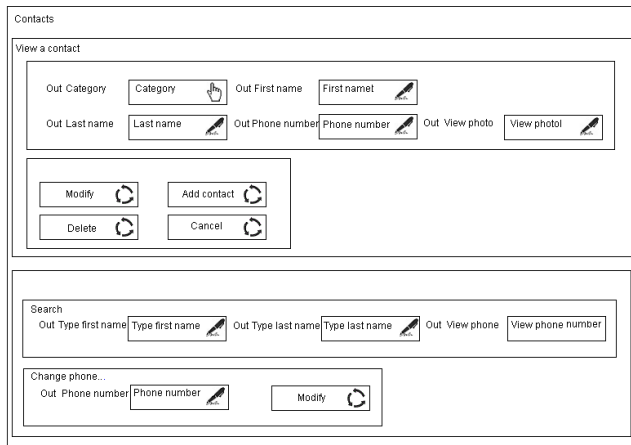 Contacts
View a contact
Out Category Category Out First name First namet
Out Last name Last name Out Phone number Phone number Out View photo View photol
Modify Add contact
Delete Cancel
Search
Out Type first name Type first name Out Type last name Type last name Out View phone View phone number
Change phone...
Out Phone number Phone number Modify